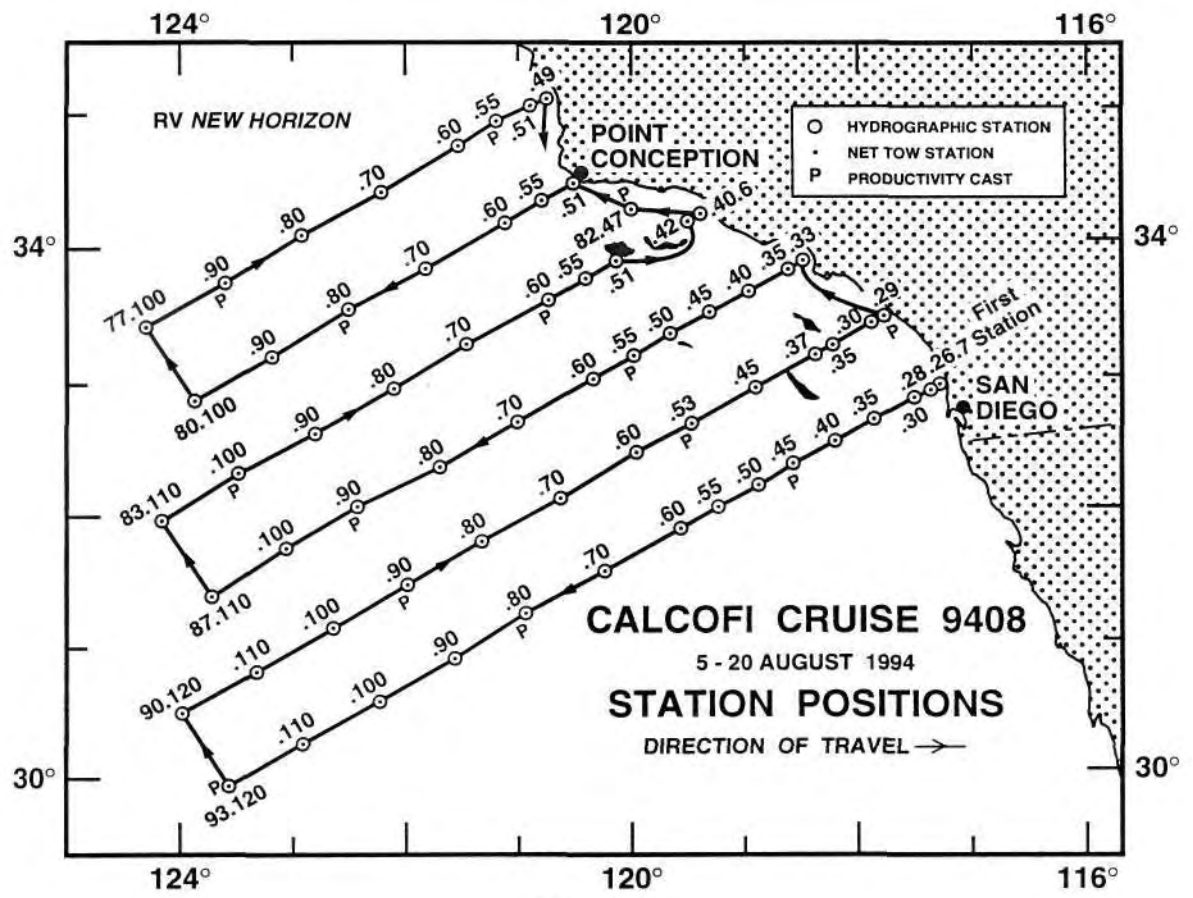 124°
120°
116°
RV NEW HORIZON
POINT
CONCEPTION
HYDROGRAPHIC STATION
NET TOW STATION
P PRODUCTIVITY CAST
34°
34°
77.100
.90
P
.80
.70
.60
.55
P
.51
.49
80.100
.90
.80
P
.70
.60
.55
.51
P
82.47
.42
.40.6
83.110
.100
P
.90
.80
.70
.60
P
.55
.51
87.110
.100
.90
P
.80
.70
.60
.55
P
.50
.45
.40
.35
.33
90.120
.110
.100
.90
P
.80
.70
.60
.53
P
.45
.37
.35
.30
.29
P
93.120
P
.110
.100
.90
.80
P
.70
.60
.55
.50
.45
P
.40
.35
.30
.28
.26.7
First
Station
SAN
DIEGO
CALCOFI CRUISE 9408
5 - 20 AUGUST 1994
STATION POSITIONS
DIRECTION OF TRAVEL
30°
30°
124°
120°
116°